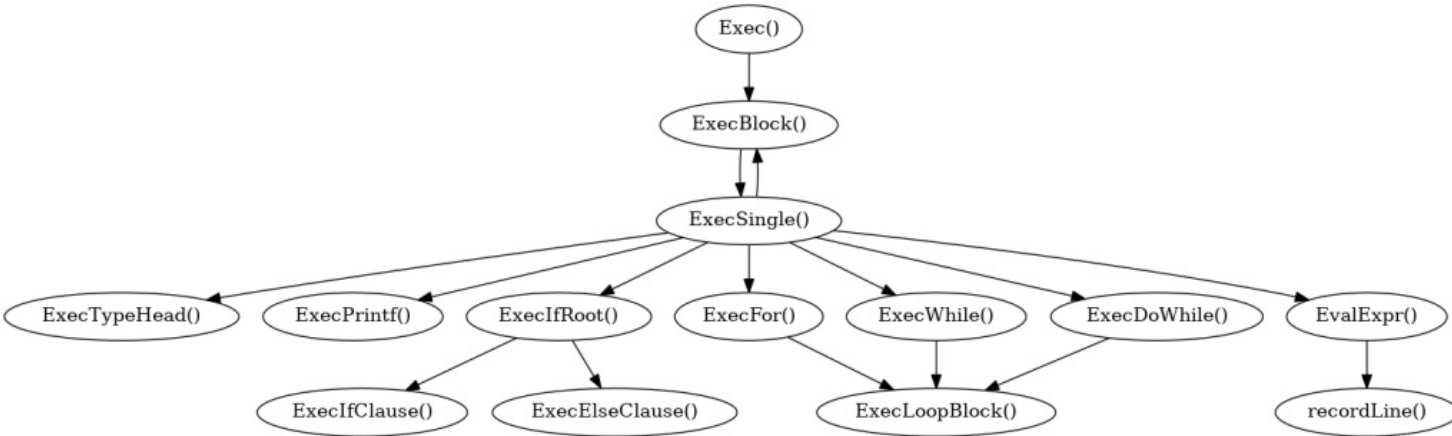 Exec()
ExecBlock()
ExecSingle()
ExecTypeHead()
ExecPrintf()
ExecIfRoot()
ExecFor()
ExecWhile()
ExecDoWhile()
EvalExpr()
ExecIfClause()
ExecElseClause()
ExecLoopBlock()
recordLine()